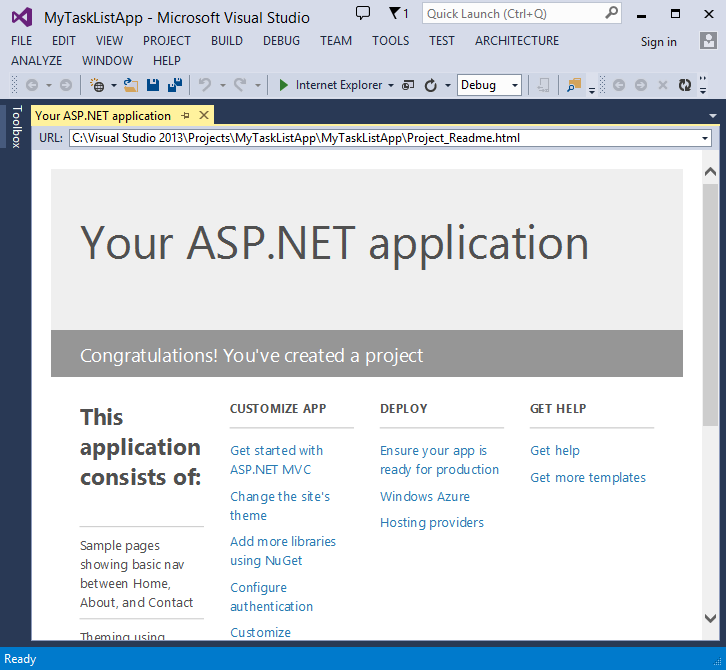 MyTaskListApp - Microsoft Visual Studio
1
Quick Launch (Ctrl+Q)
FILE EDIT VIEW PROJECT BUILD DEBUG TEAM TOOLS TEST ARCHITECTURE
Sign in
ANALYZE WINDOW HELP
Internet Explorer
Debug
Toolbox
Your ASP.NET application
URL: C:\Visual Studio 2013\Projects\MyTaskListApp\MyTaskListApp\Project_Readme.html
Your ASP.NET application
Congratulations! You've created a project
This
application
consists of:
Sample pages
showing basic nav
between Home,
About, and Contact
Theming using
CUSTOMIZE APP
Get started with
ASP.NET MVC
Change the site's
theme
Add more libraries
using NuGet
Configure
authentication
Customize
DEPLOY
Ensure your app is
ready for production
Windows Azure
Hosting providers
GET HELP
Get help
Get more templates
Ready